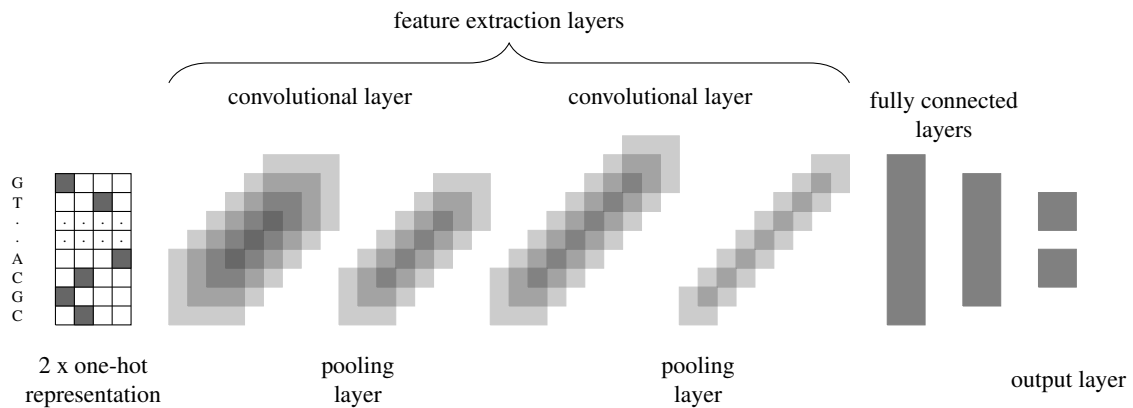 feature extraction layers
convolutional layer
convolutional layer
fully connected
layers
G
T
.
.
A
C
G
C
. . . .
. . . .
2 x one-hot
representation
pooling
layer
pooling
layer
output layer